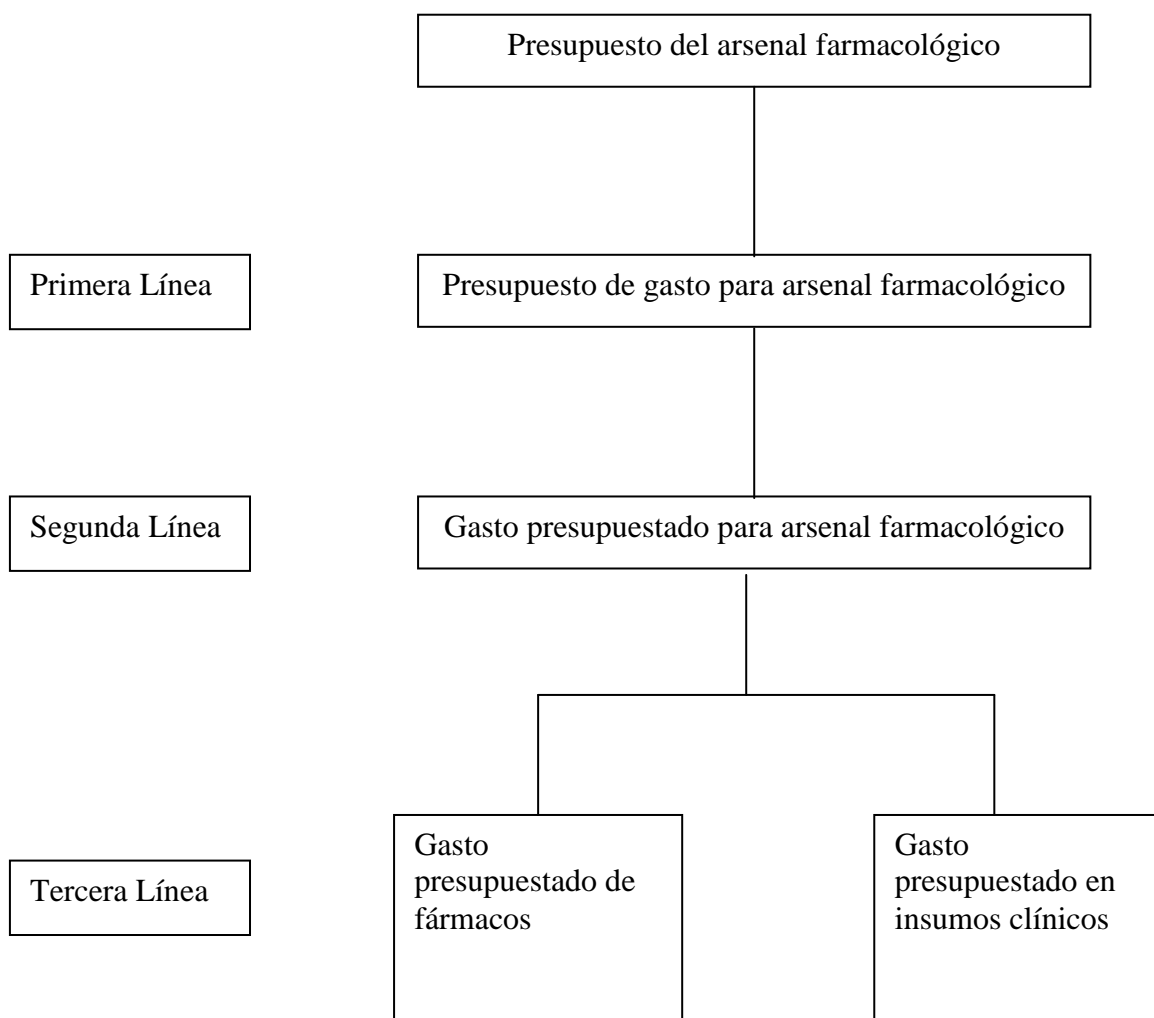 Presupuesto del arsenal farmacológico
Primera Línea
Presupuesto de gasto para arsenal farmacológico
Segunda Línea
Gasto presupuestado para arsenal farmacológico
Tercera Línea
Gasto
presupuestado de
fármacos
Gasto
presupuestado en
insumos clínicos